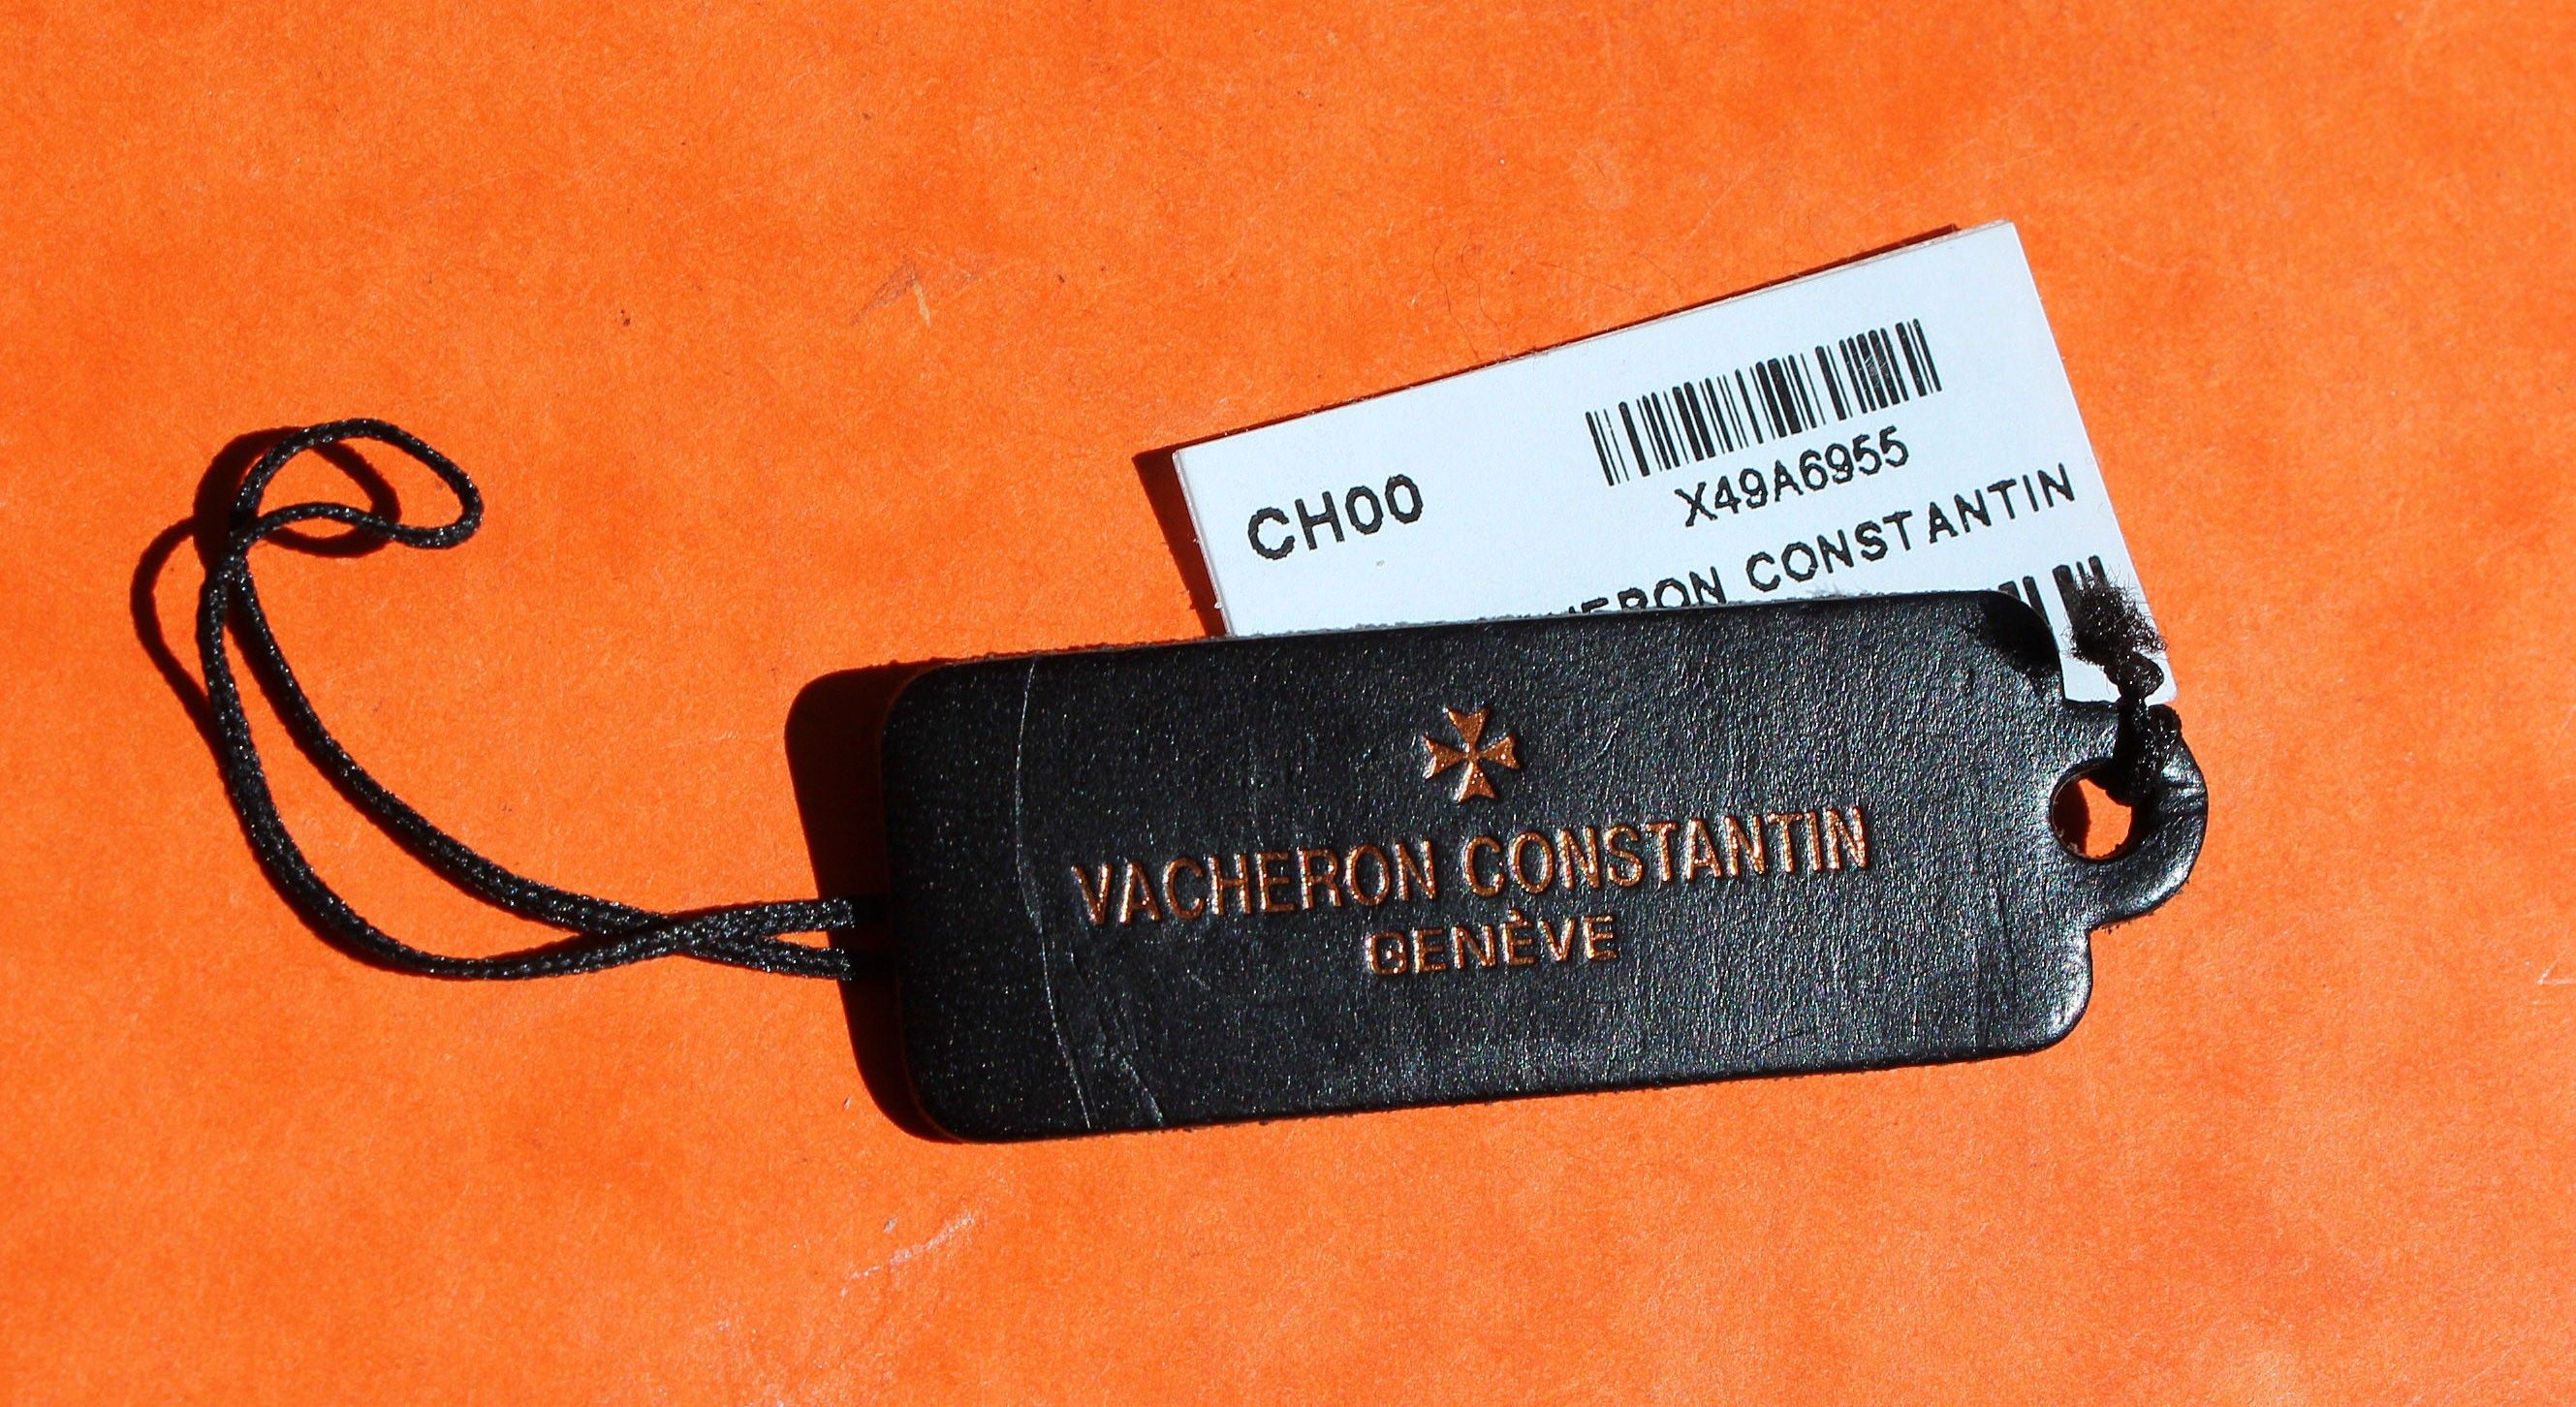 X49A6955
CH00
CONSTANTIN
VACHERON CONSTANTIN
GENÈVE